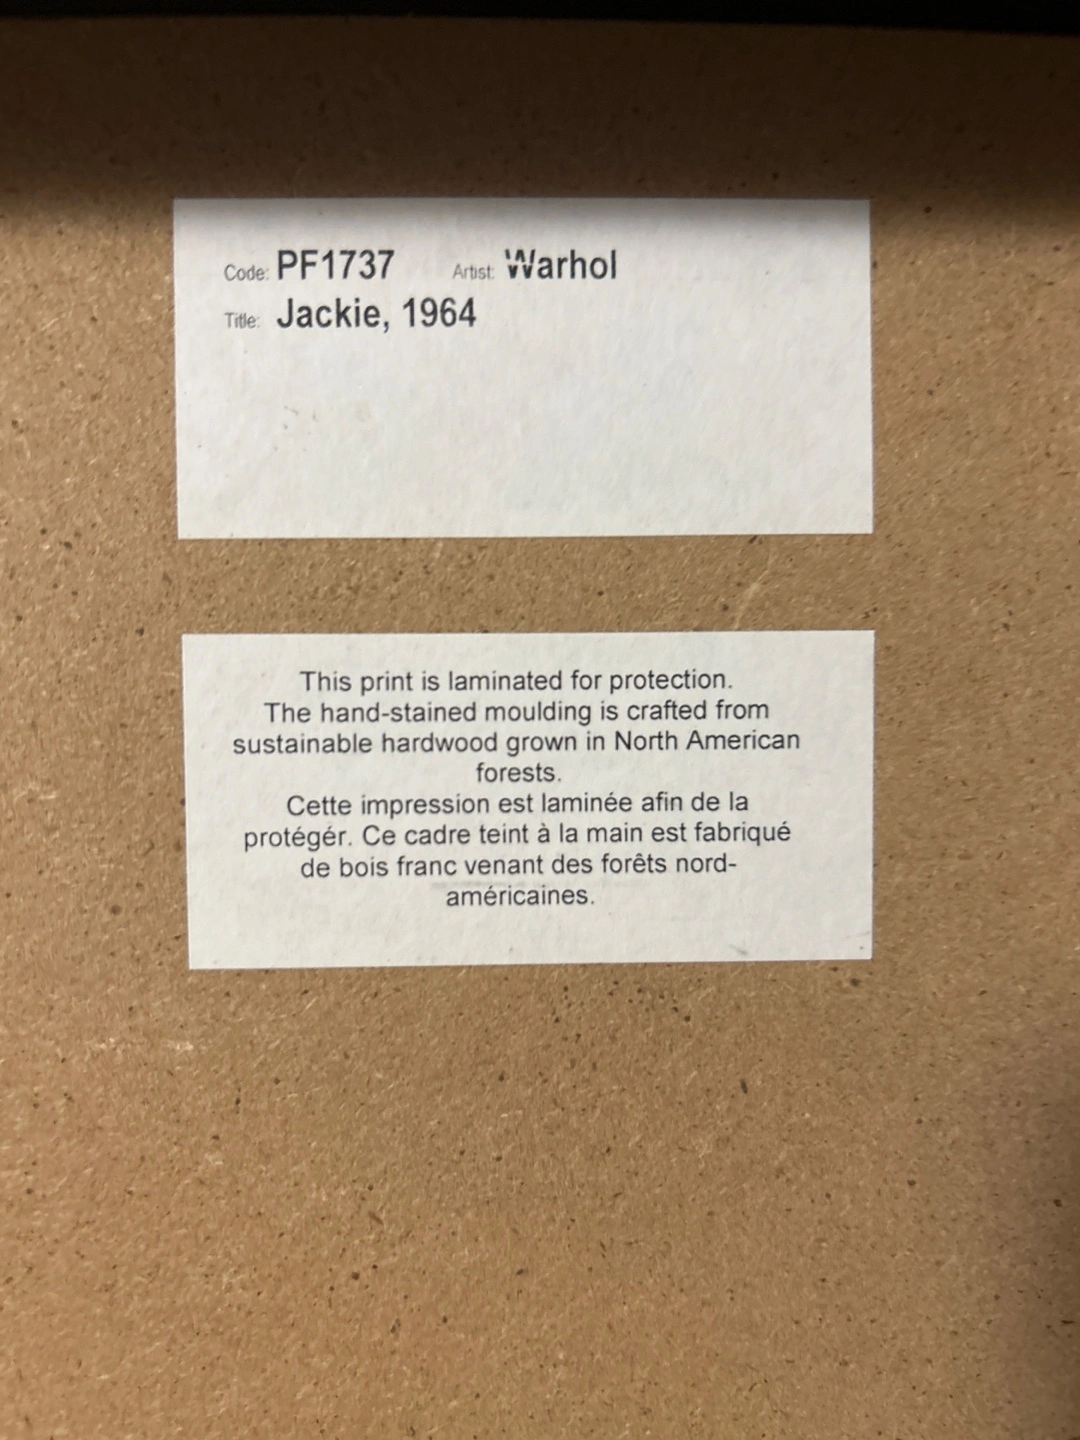 Code: PF1737 Artist: Warhol
Title: Jackie, 1964
This print is laminated for protection.
The hand-stained moulding is crafted from
sustainable hardwood grown in North American
forests.
Cette impression est laminée afin de la
protégér. Ce cadre teint à la main est fabriqué
de bois franc venant des forêts nord-
américaines.